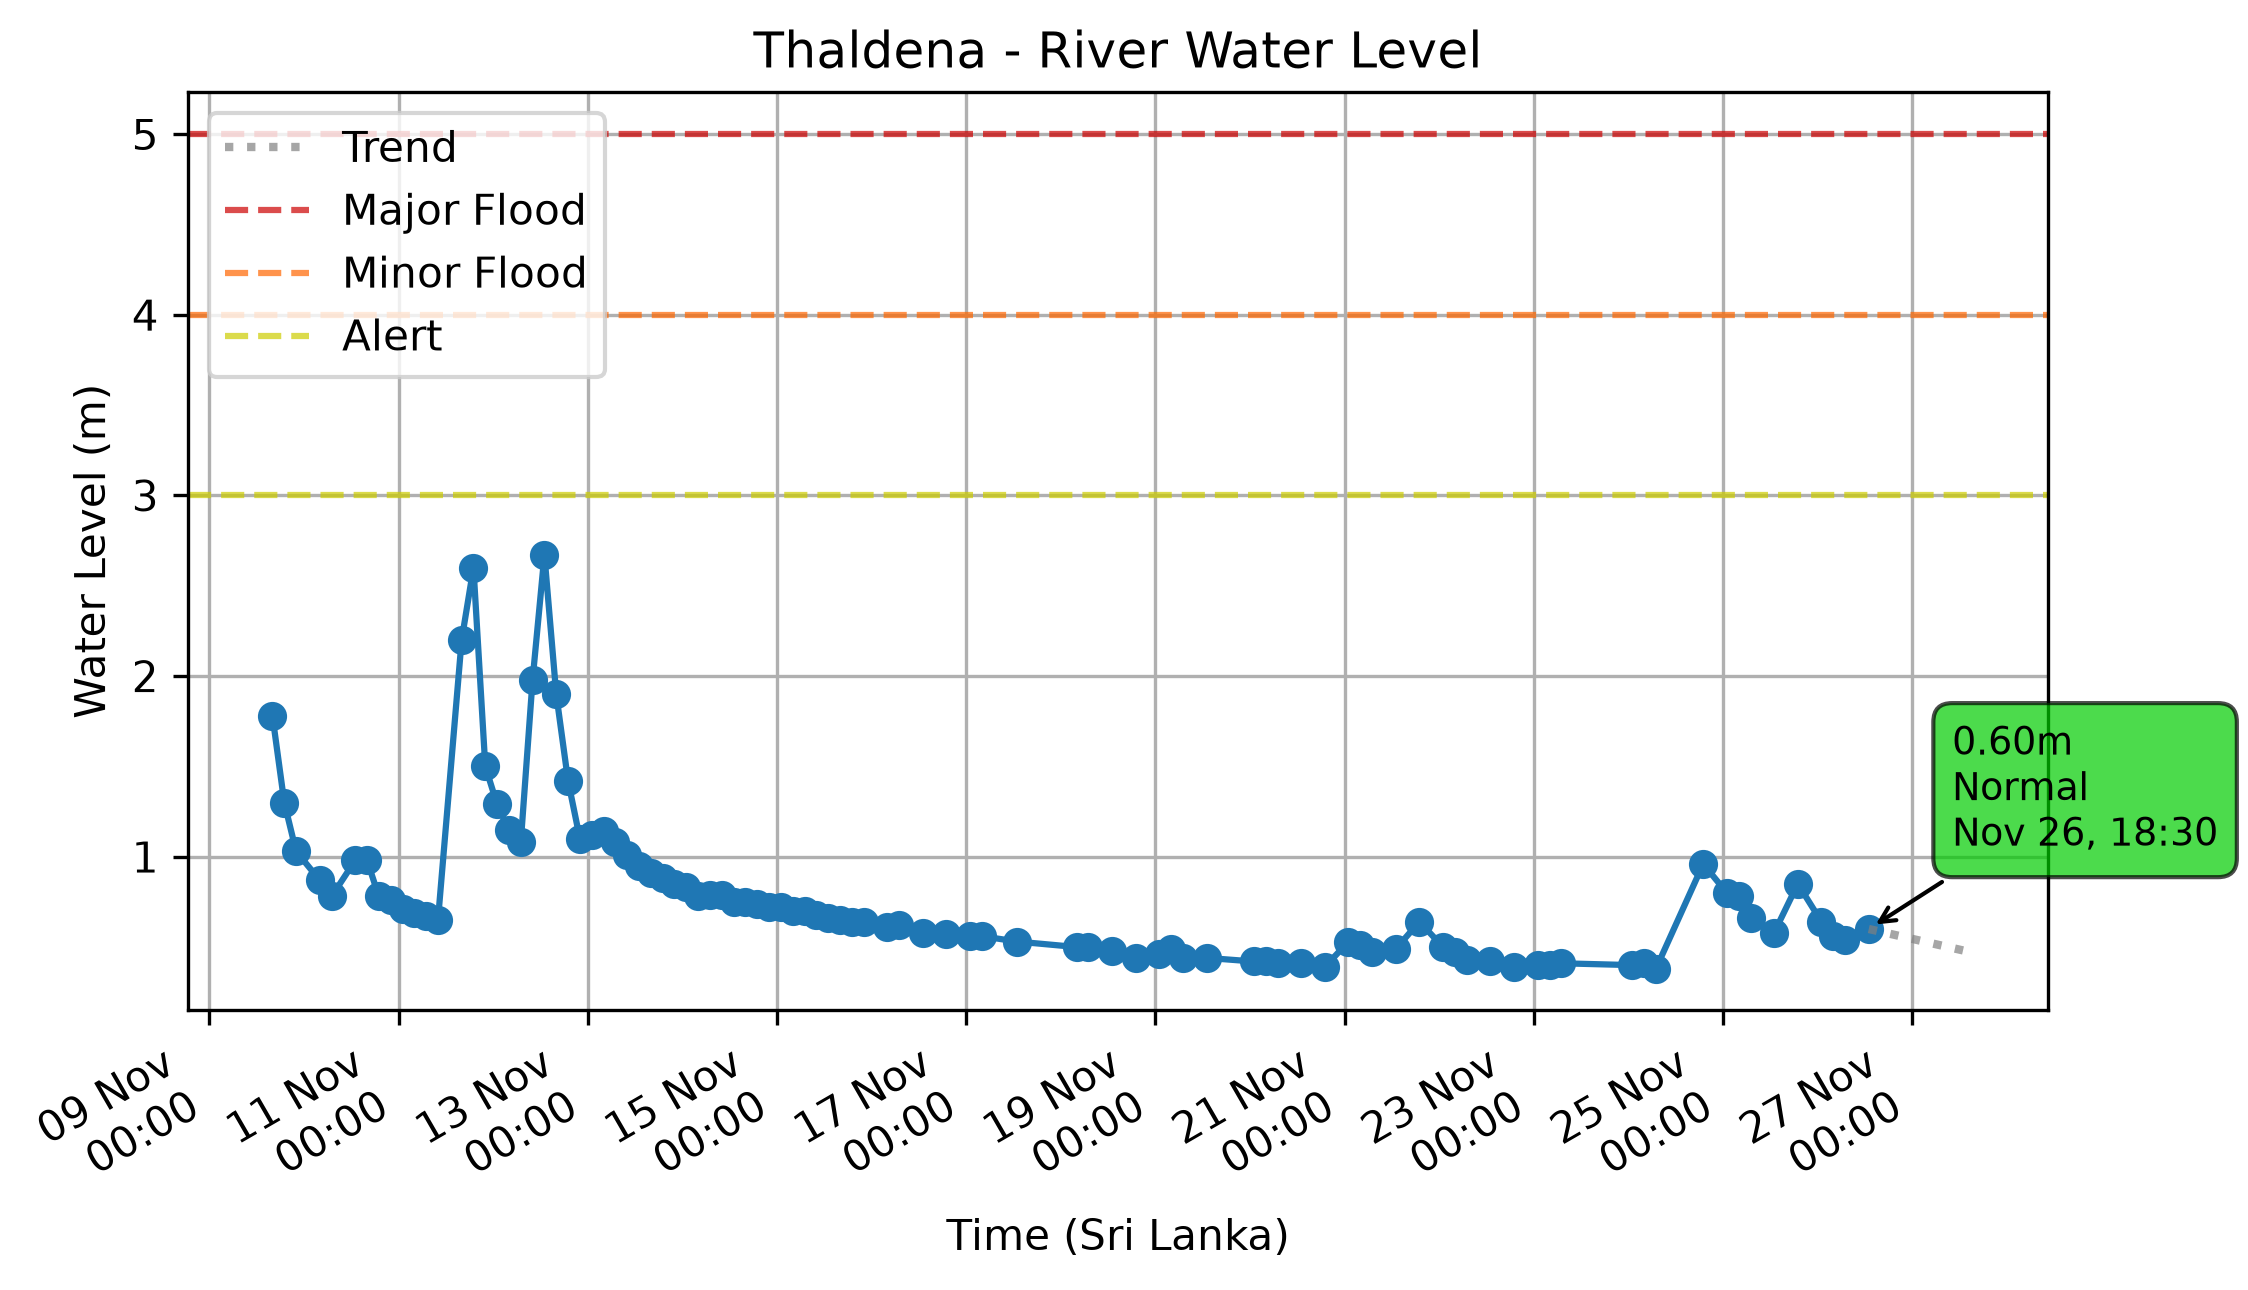 Thaldena - River Water Level
Water Level (m)
5
4
3
2
1
Trend
Major Flood
Minor Flood
Alert
0.60m
Normal
Nov 26, 18:30
09 Nov
00:00
11 Nov
00:00
13 Nov
00:00
15 Nov
00:00
17 Nov
00:00
19 Nov
00:00
21 Nov
00:00
23 Nov
00:00
25 Nov
00:00
27 Nov
00:00
Time (Sri Lanka)